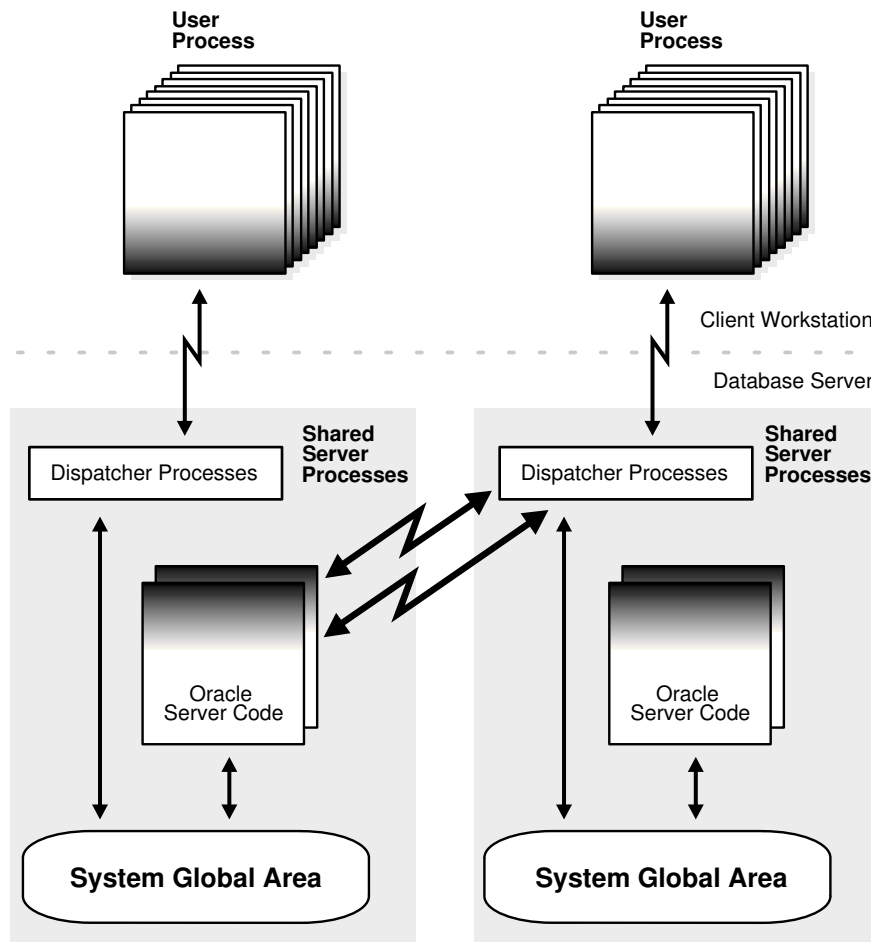 User
Process
User
Process
Client Workstation
Database Server
Shared
Server
Processes
Dispatcher Processes
Shared
Server
Processes
Dispatcher Processes
Oracle
Server Code
Oracle
Server Code
System Global Area
System Global Area